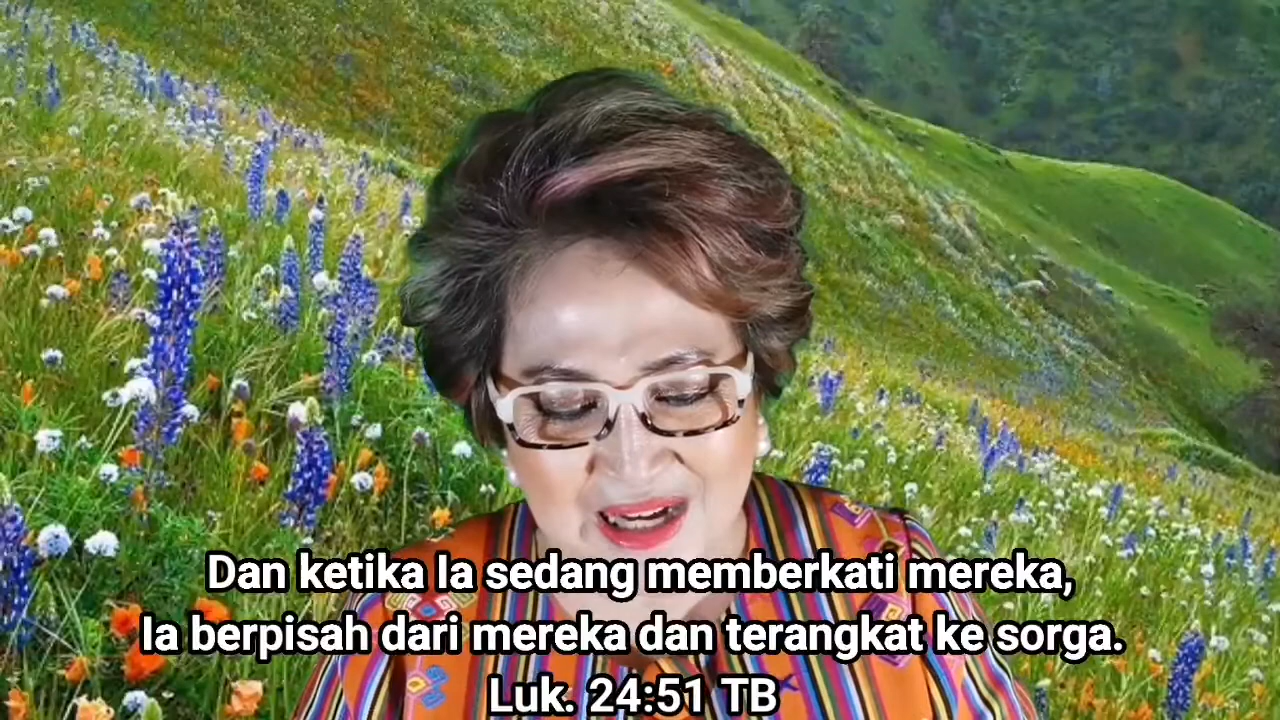 Dan ketika Ia sedang memberkati mereka,
Ia berpisah dari mereka dan terangkat ke sorga.
Luk. 24:51 TB